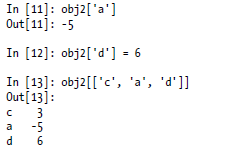 In [11]: obj2['a']
Out[11]: -5
In [12]: obj2['d'] = 6
In [13]: obj2[['c', 'a', 'd']]
Out[13]:
c    3
a   -5
d    6